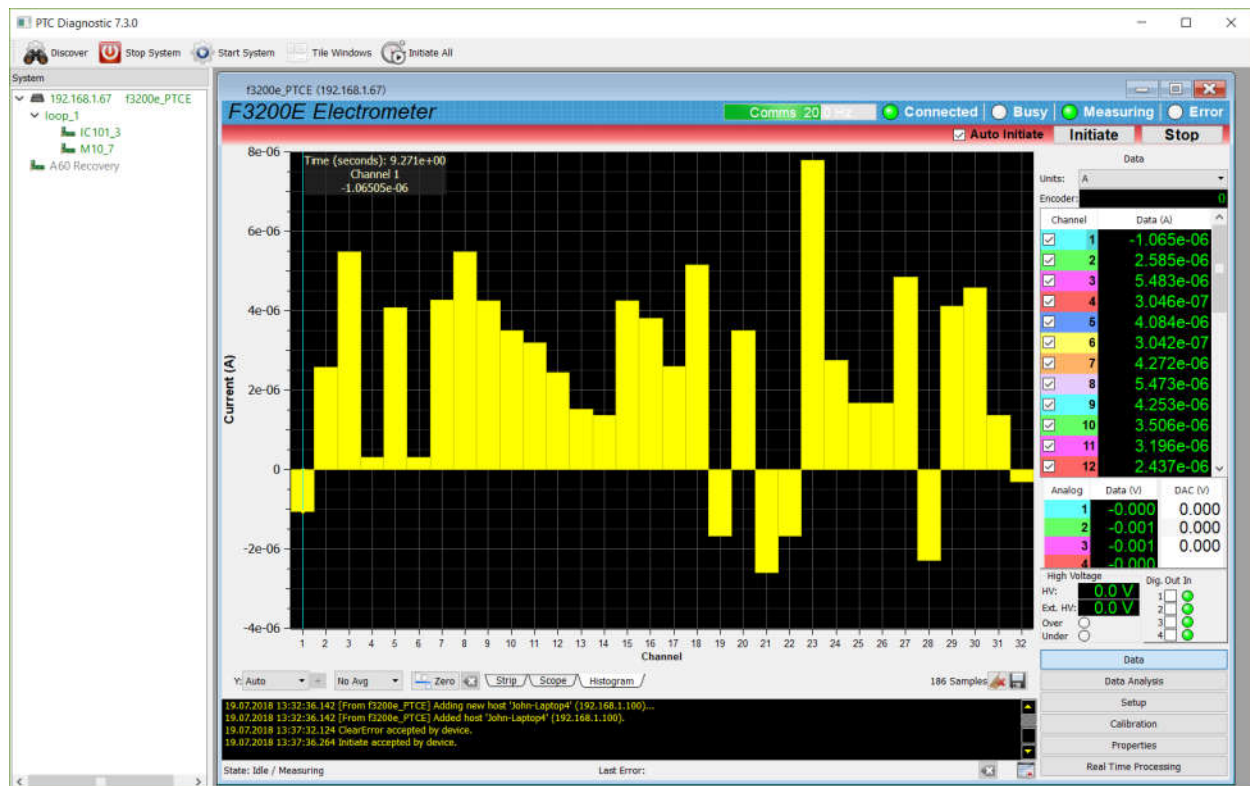 PTC Diagnostic 7.3.0
Discover Stop System Start System Tile Windows Initiate All
System
192.168.1.67 f3200e_PTCE
loop_1
IC101_3
M10_7
A60 Recovery
f3200e_PTCE (192.168.1.67)
F3200E Electrometer
Comms 20.0 Hz Connected Busy Measuring Error
Auto Initiate Initiate Stop
Time (seconds): 9.271e+00
Channel 1
-1.06505e-06
8e-06
6e-06
4e-06
2e-06
0
-2e-06
-4e-06
Current (A)
1 2 3 4 5 6 7 8 9 10 11 12 13 14 15 16 17 18 19 20 21 22 23 24 25 26 27 28 29 30 31 32
Channel
Y: Auto No Avg Zero Strip Scope Histogram 186 Samples
19.07.2018 13:32:36.142 [From f3200e_PTCE] Adding new host 'John-Laptop4' (192.168.1.100)...
19.07.2018 13:32:36.142 [From f3200e_PTCE] Added host 'John-Laptop4' (192.168.1.100).
19.07.2018 13:37:32.124 ClearError accepted by device.
19.07.2018 13:37:36.264 Initiate accepted by device.
State: Idle / Measuring Last Error:
Data
Units: A
Encoder: 0
Channel Data (A)
1 -1.065e-06
2 2.585e-06
3 5.483e-06
4 3.046e-07
5 4.084e-06
6 3.042e-07
7 4.272e-06
8 5.473e-06
9 4.253e-06
10 3.506e-06
11 3.196e-06
12 2.437e-06
Analog Data (V) DAC (V)
1 -0.000 0.000
2 -0.001 0.000
3 -0.001 0.000
4 -0.000
High Voltage
HV: 0.0 V
Ext. HV: 0.0 V
Over
Under
Dig. Out In
1
2
3
4
Data
Data Analysis
Setup
Calibration
Properties
Real Time Processing